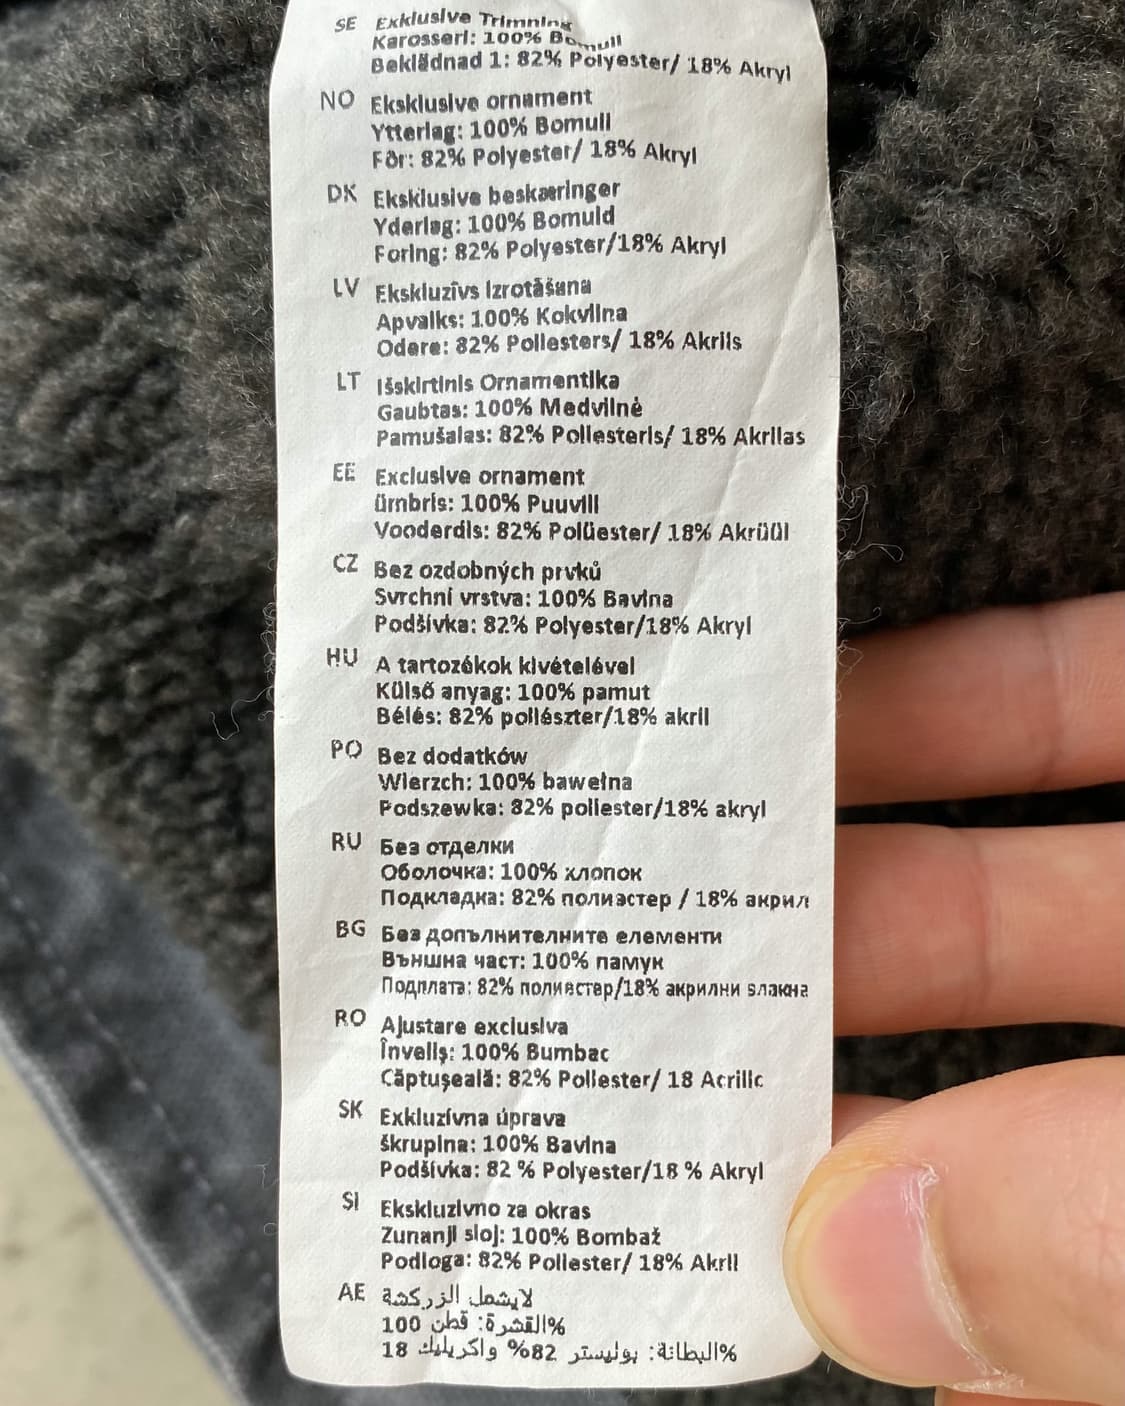 SE Exklusive Trimning
Karosseri: 100% Bomull
Beklädnad 1: 82% Polyester/ 18% Akryl
NO Eksklusive ornament
Ytterlag: 100% Bomull
Fôr: 82% Polyester/ 18% Akryl
DK Eksklusive beskæringer
Yderlag: 100% Bomuld
Foring: 82% Polyester/18% Akryl
LV Ekskluzīvs Izrotāšana
Apvalks: 100% Kokvilna
Odere: 82% Poliesters/ 18% Akrils
LT Išskirtinis Ornamentika
Gaubtas: 100% Medvilnė
Pamušalas: 82% Poliesteris/ 18% Akrilas
EE Exclusive ornament
ürnbris: 100% Puuvill
Vooderdis: 82% Polüester/ 18% Akrüül
CZ Bez ozdobných prvků
Svrchní vrstva: 100% Bavlna
Podšívka: 82% Polyester/18% Akryl
HU A tartozékok kivételével
Külső anyag: 100% pamut
Bélés: 82% poliészter/18% akril
PO Bez dodatków
Wierzch: 100% bawełna
Podszewka: 82% poliester/18% akryl
RU Без отделки
Оболочка: 100% хлопок
Подкладка: 82% полиэстер / 18% акрил
BG Без допълнителните елементи
Външна част: 100% памук
Подплата: 82% полиестер/18% акрилни влакна
RO Ajustare exclusiva
Înveliş: 100% Bumbac
Căptuşeală: 82% Poliester/ 18 Acrilic
SK Exkluzívna úprava
škrupina: 100% Bavlna
Podšívka: 82 % Polyester/18 % Akryl
SI Ekskluzivno za okras
Zunanji sloj: 100% Bombaž
Podloga: 82% Poliester/ 18% Akril
AE لايشمل الزركشة
%القشرة: قطن 100
%البطانة: بوليستر 82% واكريليك 18